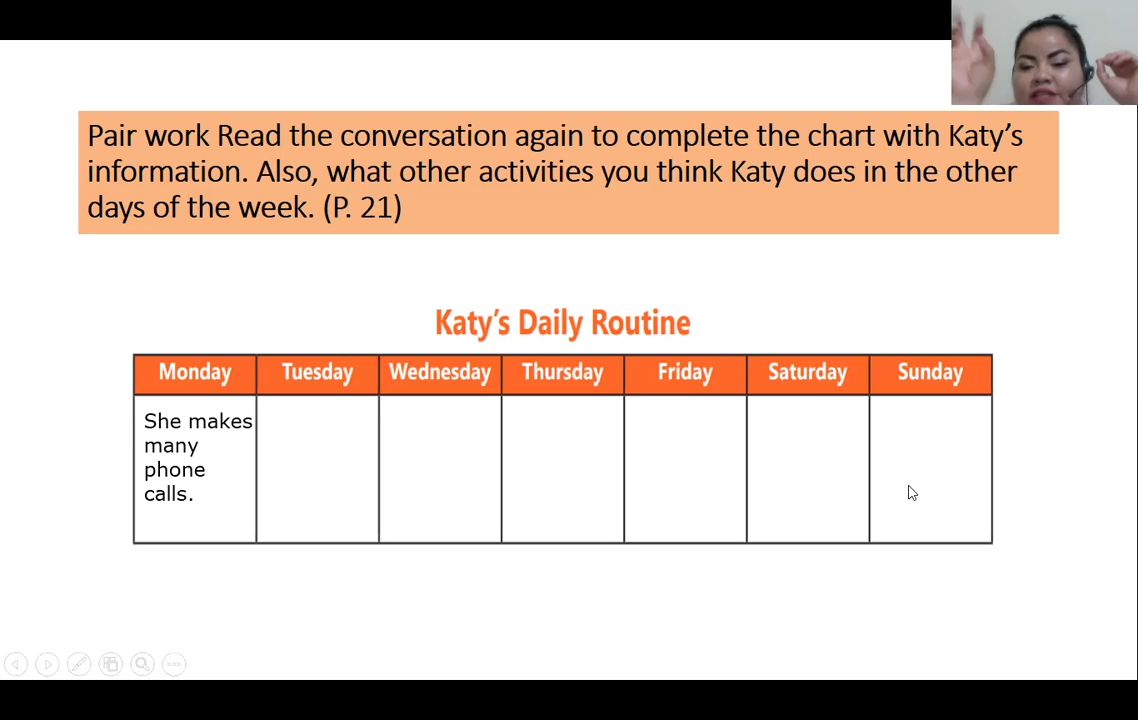 Pair work Read the conversation again to complete the chart with Katy's
information. Also, what other activities you think Katy does in the other
days of the week. (P. 21)
Katy's Daily Routine
Monday Tuesday Wednesday Thursday Friday Saturday Sunday
She makes
many
phone
calls.